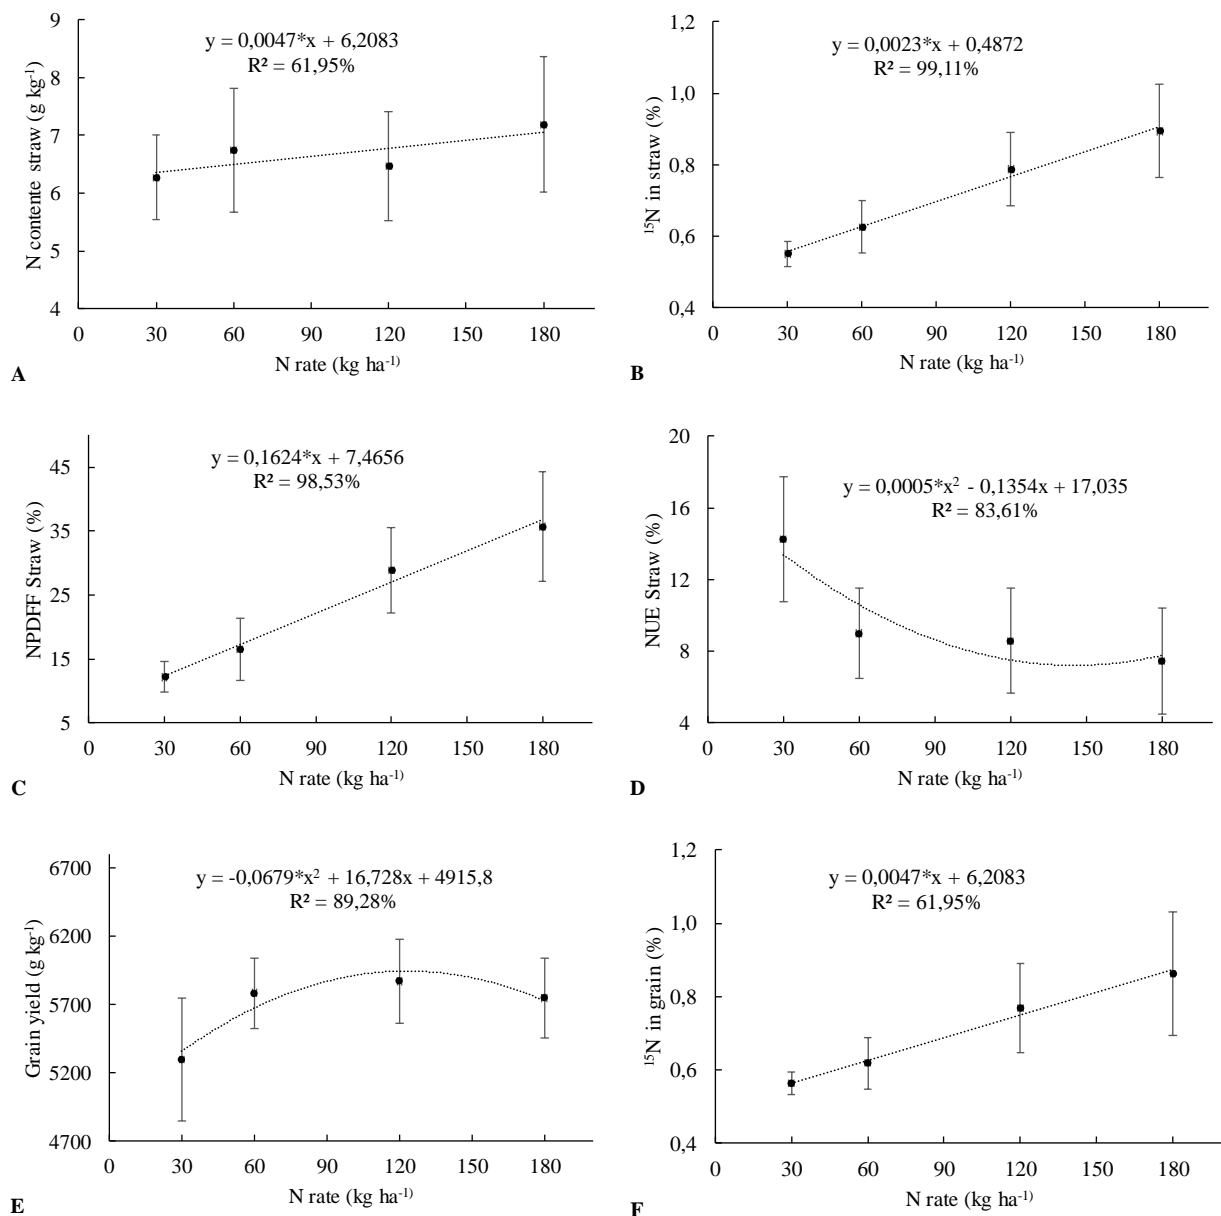 y = 0,0047*x + 6,2083
R² = 61,95%
N contente straw (g kg-1)
9
8
7
6
5
4
0 30 60 90 120 150 180
N rate (kg ha-1)
A
y = 0,0023*x + 0,4872
R² = 99,11%
15N in straw (%)
1,2
1,0
0,8
0,6
0,4
0 30 60 90 120 150 180
N rate (kg ha-1)
B
y = 0,1624*x + 7,4656
R² = 98,53%
NPDFF Straw (%)
45
35
25
15
5
0 30 60 90 120 150 180
N rate (kg ha-1)
C
y = 0,0005*x2 - 0,1354x + 17,035
R² = 83,61%
NUE Straw (%)
20
16
12
8
4
0 30 60 90 120 150 180
N rate (kg ha-1)
D
y = -0,0679*x2 + 16,728x + 4915,8
R² = 89,28%
Grain yield (g kg-1)
6700
6200
5700
5200
4700
0 30 60 90 120 150 180
N rate (kg ha-1)
E
y = 0,0047*x + 6,2083
R² = 61,95%
15N in grain (%)
1,2
1,0
0,8
0,6
0,4
0 30 60 90 120 150 180
N rate (kg ha-1)
F